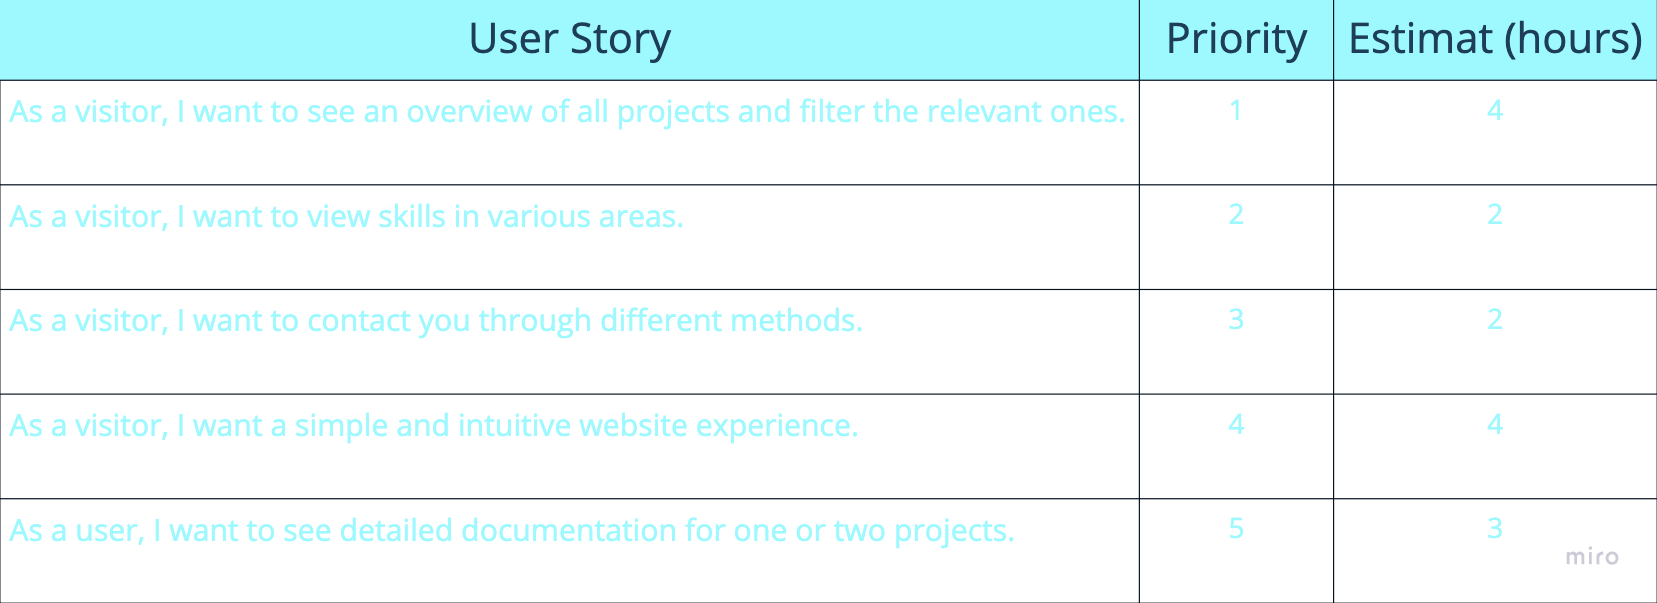 User Story Priority Estimat (hours)
As a visitor, I want to see an overview of all projects and filter the relevant ones. 1 4
As a visitor, I want to view skills in various areas. 2 2
As a visitor, I want to contact you through different methods. 3 2
As a visitor, I want a simple and intuitive website experience. 4 4
As a user, I want to see detailed documentation for one or two projects. 5 3
miro